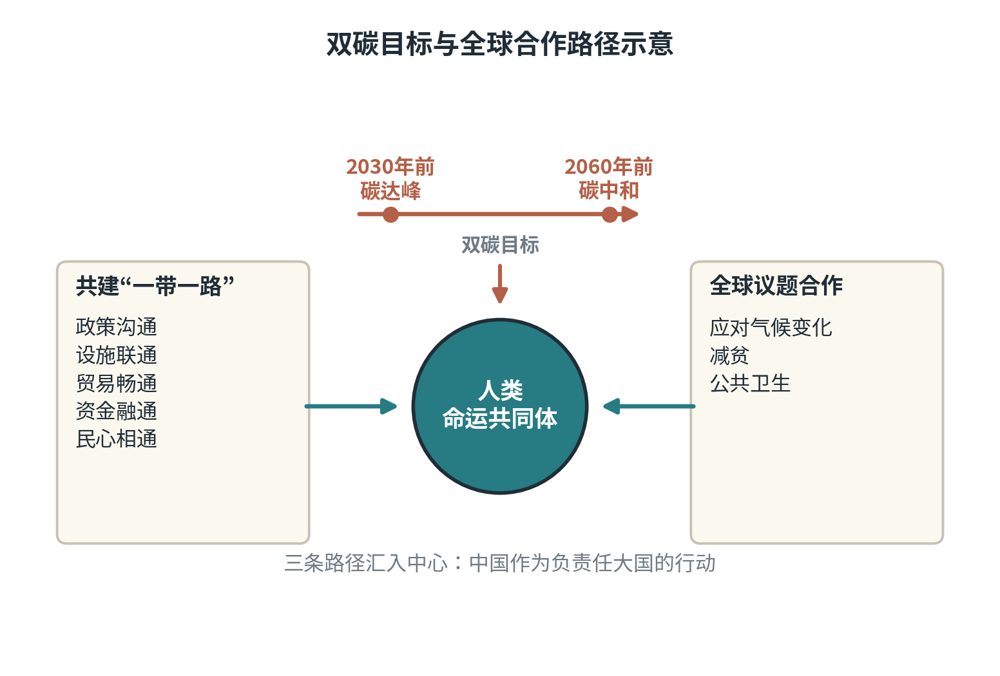 双碳目标与全球合作路径示意
2030年前
碳达峰
2060年前
碳中和
双碳目标
共建“一带一路”
政策沟通
设施联通
贸易畅通
资金融通
民心相通
人类
命运共同体
全球议题合作
应对气候变化
减贫
公共卫生
三条路径汇入中心：中国作为负责任大国的行动